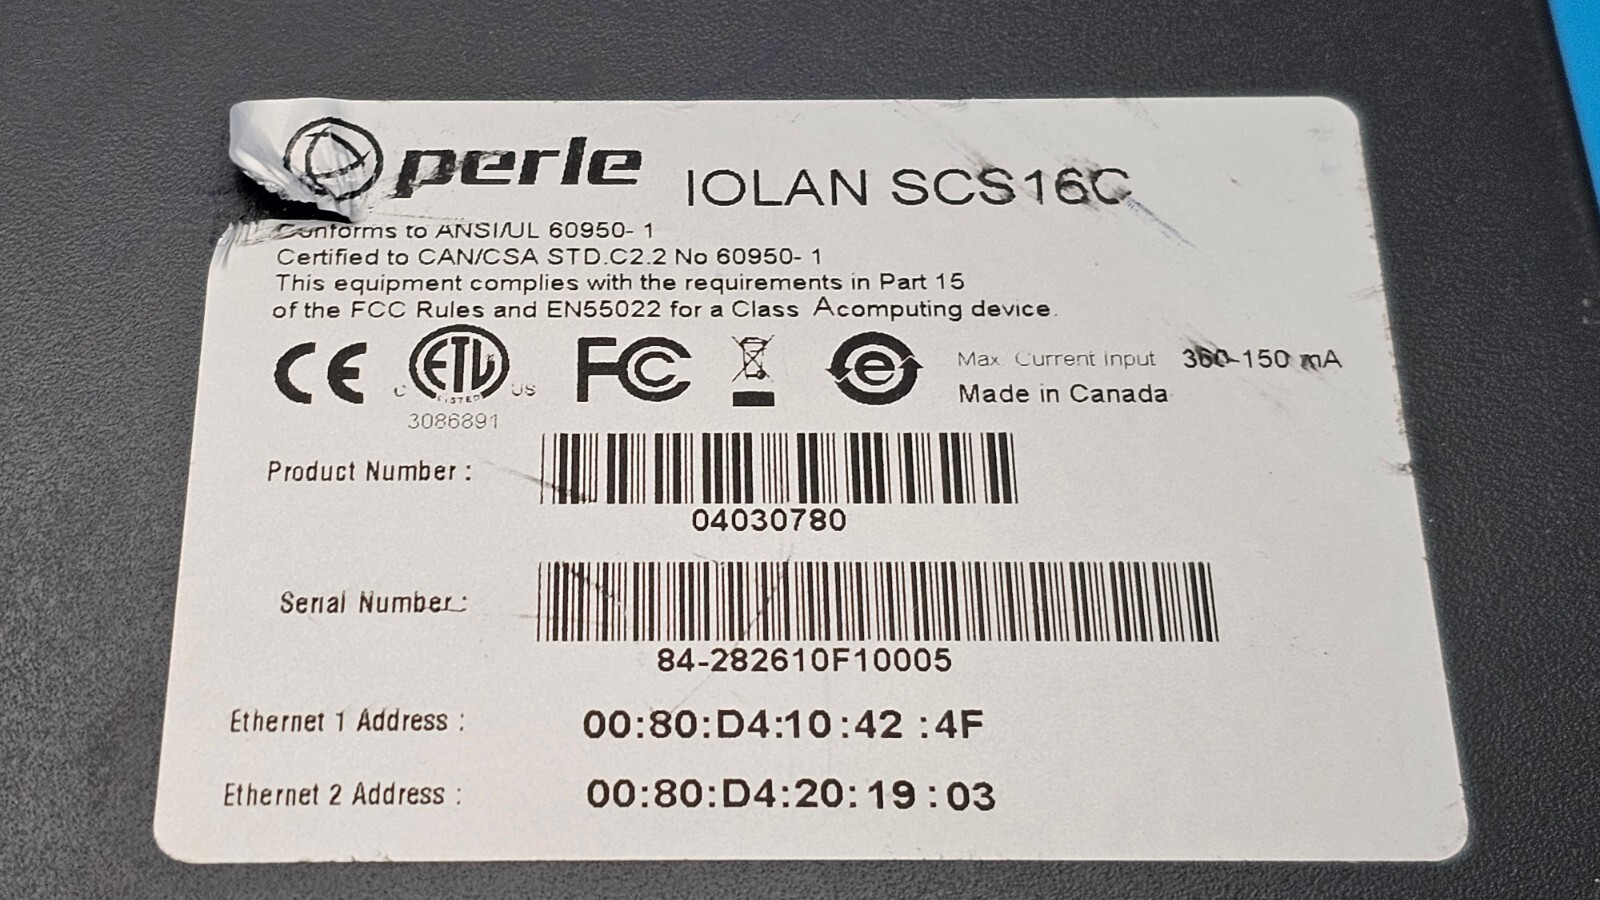 perle IOLAN SCS16C
Conforms to ANSI/UL 60950- 1
Certified to CAN/CSA STD.C2.2 No 60950- 1
This equipment complies with the requirements in Part 15
of the FCC Rules and EN55022 for a Class Acomputing device.
CE C ETL US FC e Max. Current Input 360-150 mA
LISTED
Made in Canada
3086891
Product Number :
04030780
Serial Number :
84-282610F10005
Ethernet 1 Address : 00:80:D4:10:42 :4F
Ethernet 2 Address : 00:80:D4:20:19:03